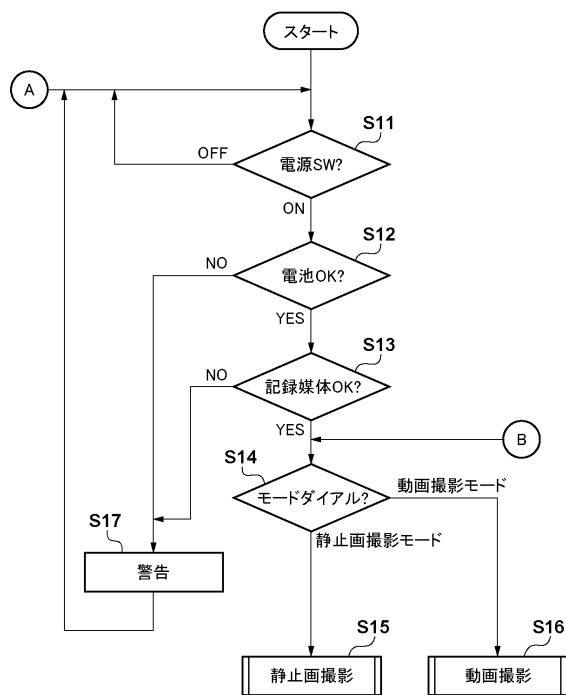 スタート
A
S11
OFF
電源SW?
ON
S12
NO
電池OK?
YES
S13
NO
記録媒体OK?
YES
B
S14
モードダイアル?
動画撮影モード
静止画撮影モード
S17
警告
S15
静止画撮影
S16
動画撮影